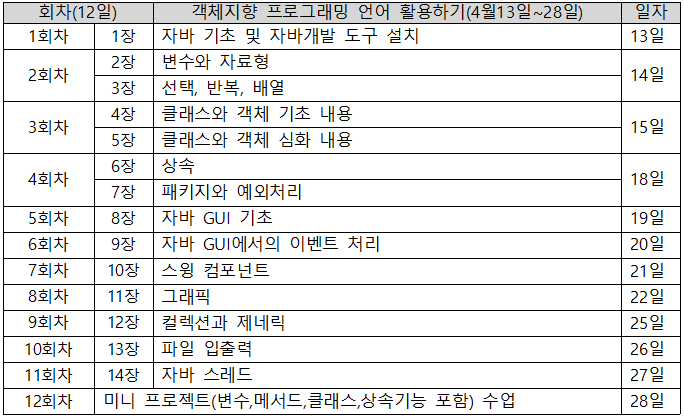 회차(12일) 객체지향 프로그래밍 언어 활용하기(4월13일~28일) 일자
1회차 1장 자바 기초 및 자바개발 도구 설치 13일
2회차 2장 변수와 자료형 14일
3장 선택, 반복, 배열
3회차 4장 클래스와 객체 기초 내용 15일
5장 클래스와 객체 심화 내용
4회차 6장 상속 18일
7장 패키지와 예외처리
5회차 8장 자바 GUI 기초 19일
6회차 9장 자바 GUI에서의 이벤트 처리 20일
7회차 10장 스윙 컴포넌트 21일
8회차 11장 그래픽 22일
9회차 12장 컬렉션과 제네릭 25일
10회차 13장 파일 입출력 26일
11회차 14장 자바 스레드 27일
12회차 미니 프로젝트(변수,메서드,클래스,상속기능 포함) 수업 28일